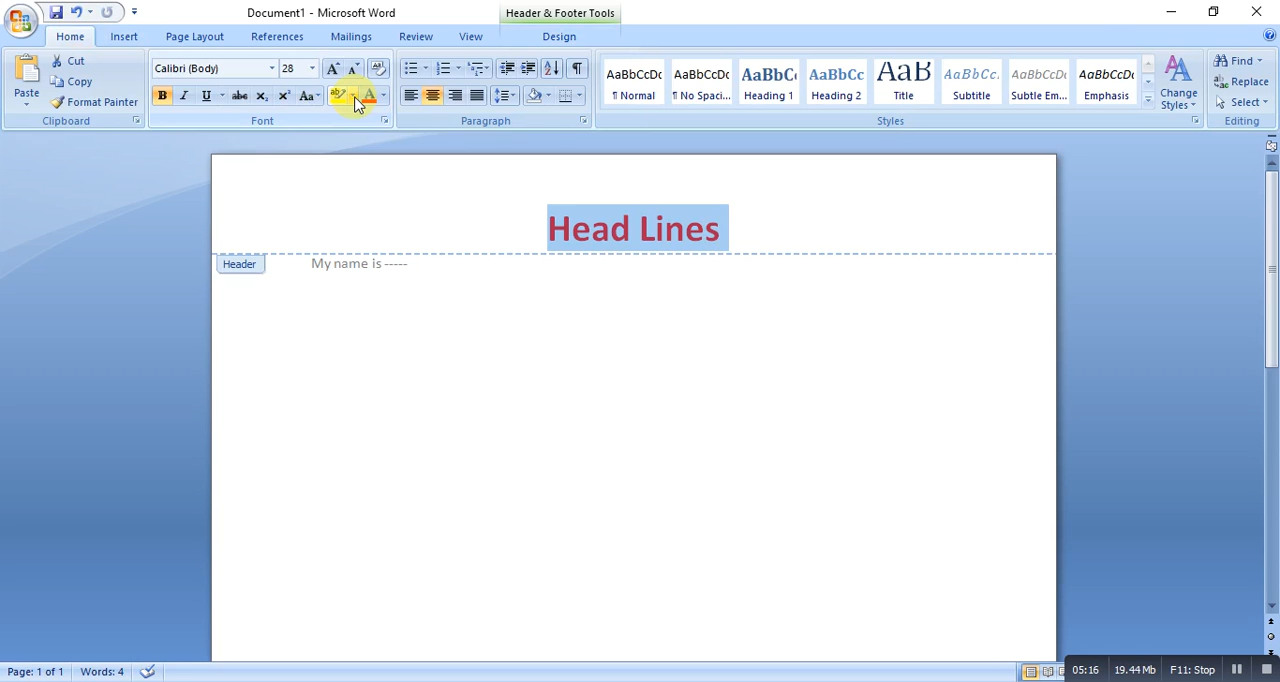 Document1 - Microsoft Word
Header & Footer Tools
Home
Insert
Page Layout
References
Mailings
Review
View
Design
Paste
Cut
Copy
Format Painter
Clipboard
Calibri (Body)
28
Font
Paragraph
AaBbCcDc
¶ Normal
AaBbCcDc
¶ No Spaci...
AaBbC
Heading 1
AaBbCc
Heading 2
AaB
Title
AaBbCc.
Subtitle
AaBbCcDc
Subtle Em...
AaBbCcDc
Emphasis
Change
Styles
Styles
Find
Replace
Select
Editing
Head Lines
Header
My name is -----
Page: 1 of 1
Words: 4
05:16
19.44 Mb
F11: Stop